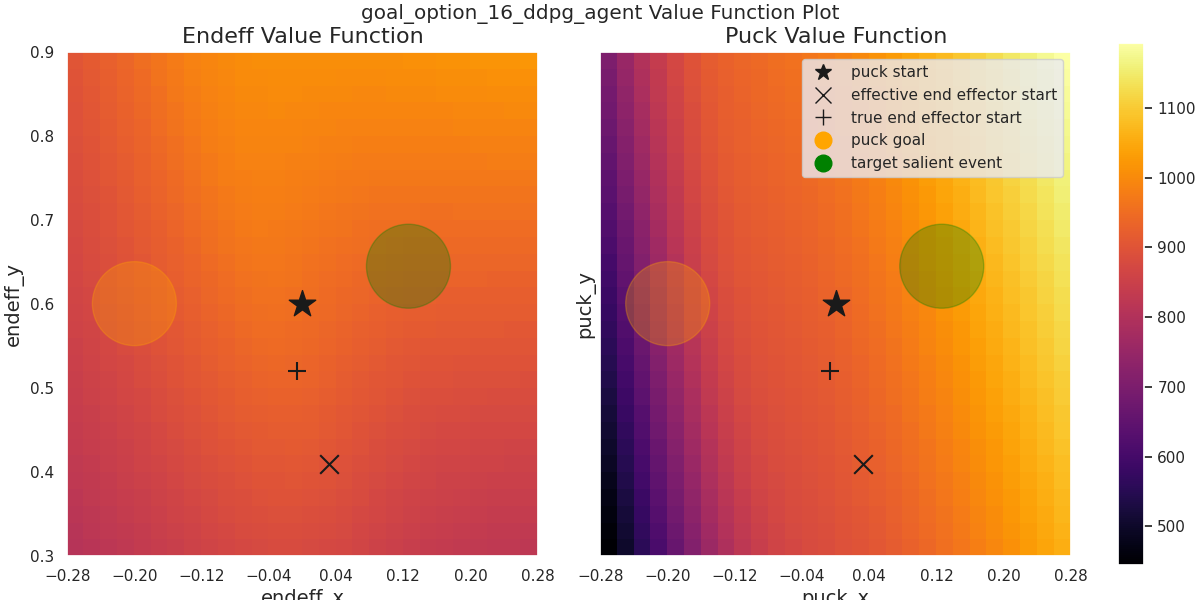 goal_option_16_ddpg_agent Value Function Plot
Endeff Value Function
Puck Value Function
0.9
0.8
0.7
0.6
0.5
0.4
0.3
endeff_y
−0.28 −0.20 −0.12 −0.04 0.04 0.12 0.20 0.28
endeff_x
puck_y
puck start
effective end effector start
true end effector start
puck goal
target salient event
−0.28 −0.20 −0.12 −0.04 0.04 0.12 0.20 0.28
puck_x
1100
1000
900
800
700
600
500